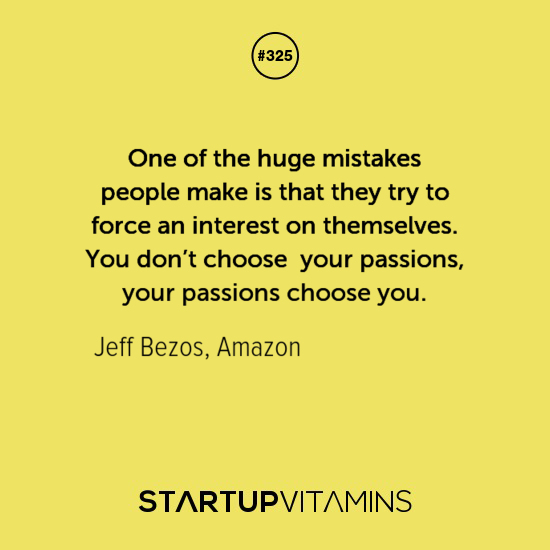 #325
One of the huge mistakes
people make is that they try to
force an interest on themselves.
You don’t choose  your passions,
your passions choose you.
Jeff Bezos, Amazon
STARTUPVITAMINS